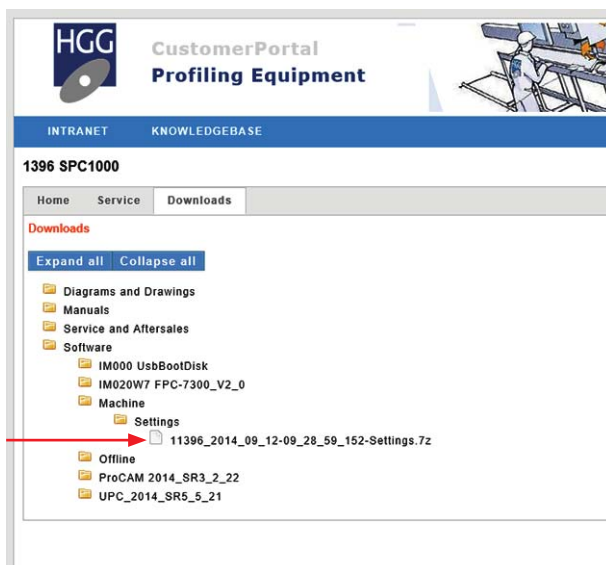 HGG
CustomerPortal
Profiling Equipment
INTRANET KNOWLEDGEBASE
1396 SPC1000
Home Service Downloads
Downloads
Expand all Collapse all
Diagrams and Drawings
Manuals
Service and Aftersales
Software
IM000 UsbBootDisk
IM020W7 FPC-7300_V2_0
Machine
Settings
11396_2014_09_12-09_28_59_152-Settings.7z
Offline
ProCAM 2014_SR3_2_22
UPC_2014_SR5_5_21